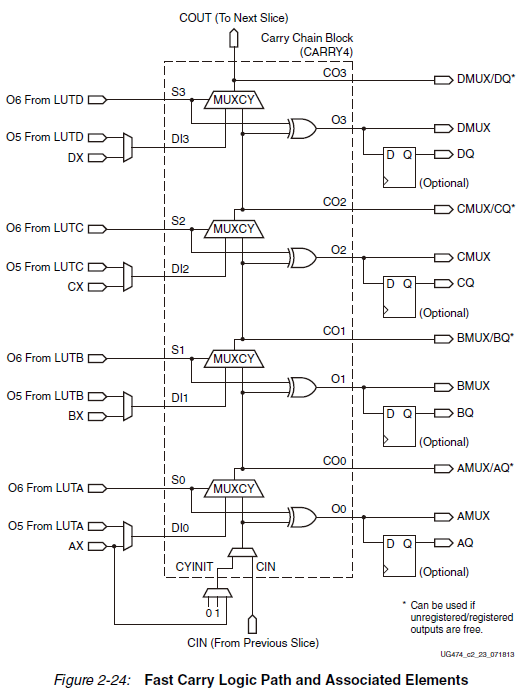 COUT (To Next Slice)
Carry Chain Block
(CARRY4)
CO3
DMUX/DQ*
O6 From LUTD
S3
MUXCY
O3
DMUX
O5 From LUTD
DI3
DX
D Q
DQ
(Optional)
CO2
CMUX/CQ*
O6 From LUTC
S2
MUXCY
O2
CMUX
O5 From LUTC
DI2
CX
D Q
CQ
(Optional)
CO1
BMUX/BQ*
O6 From LUTB
S1
MUXCY
O1
BMUX
O5 From LUTB
DI1
BX
D Q
BQ
(Optional)
CO0
AMUX/AQ*
O6 From LUTA
S0
MUXCY
O0
AMUX
O5 From LUTA
DI0
AX
D Q
AQ
CYINIT
CIN
(Optional)
0 1
* Can be used if
unregistered/registered
outputs are free.
CIN (From Previous Slice)
UG474_c2_23_071813
Figure 2-24: Fast Carry Logic Path and Associated Elements